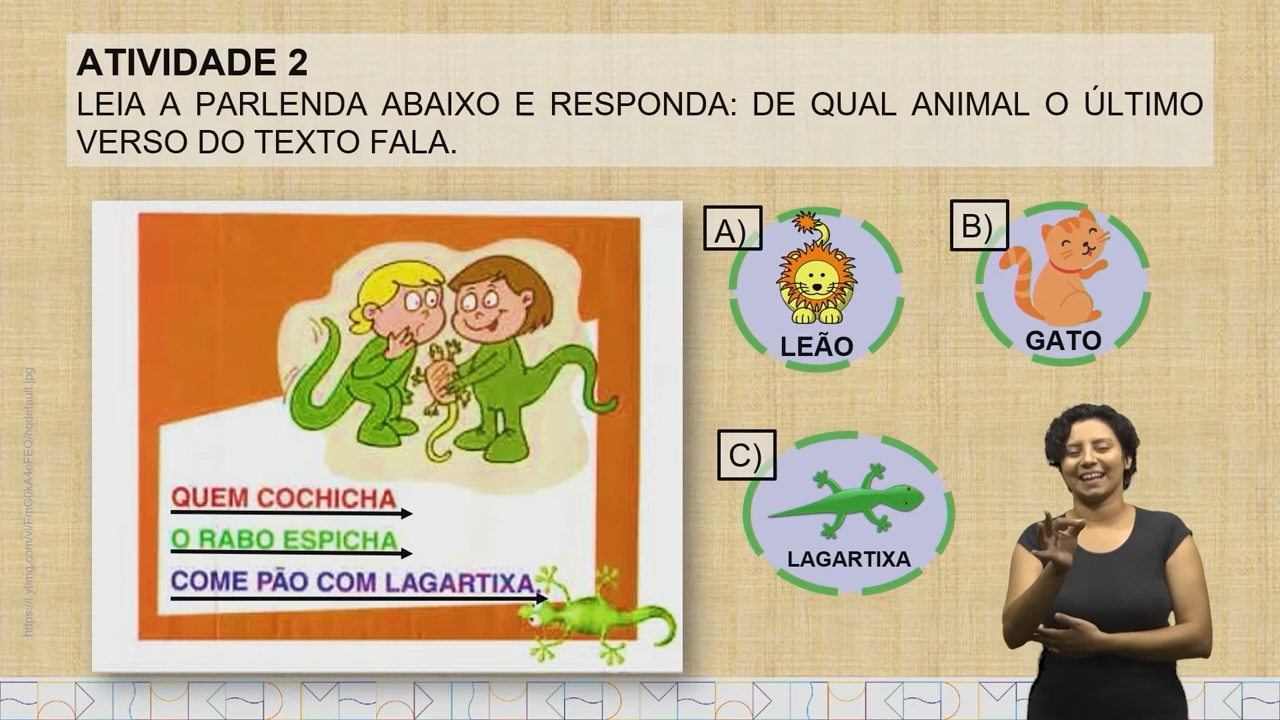 ATIVIDADE 2
LEIA A PARLENDA ABAIXO E RESPONDA: DE QUAL ANIMAL O ÚLTIMO
VERSO DO TEXTO FALA.
QUEM COCHICHA
O RABO ESPICHA
COME PÃO COM LAGARTIXA.
A)
LEÃO
B)
GATO
C)
LAGARTIXA